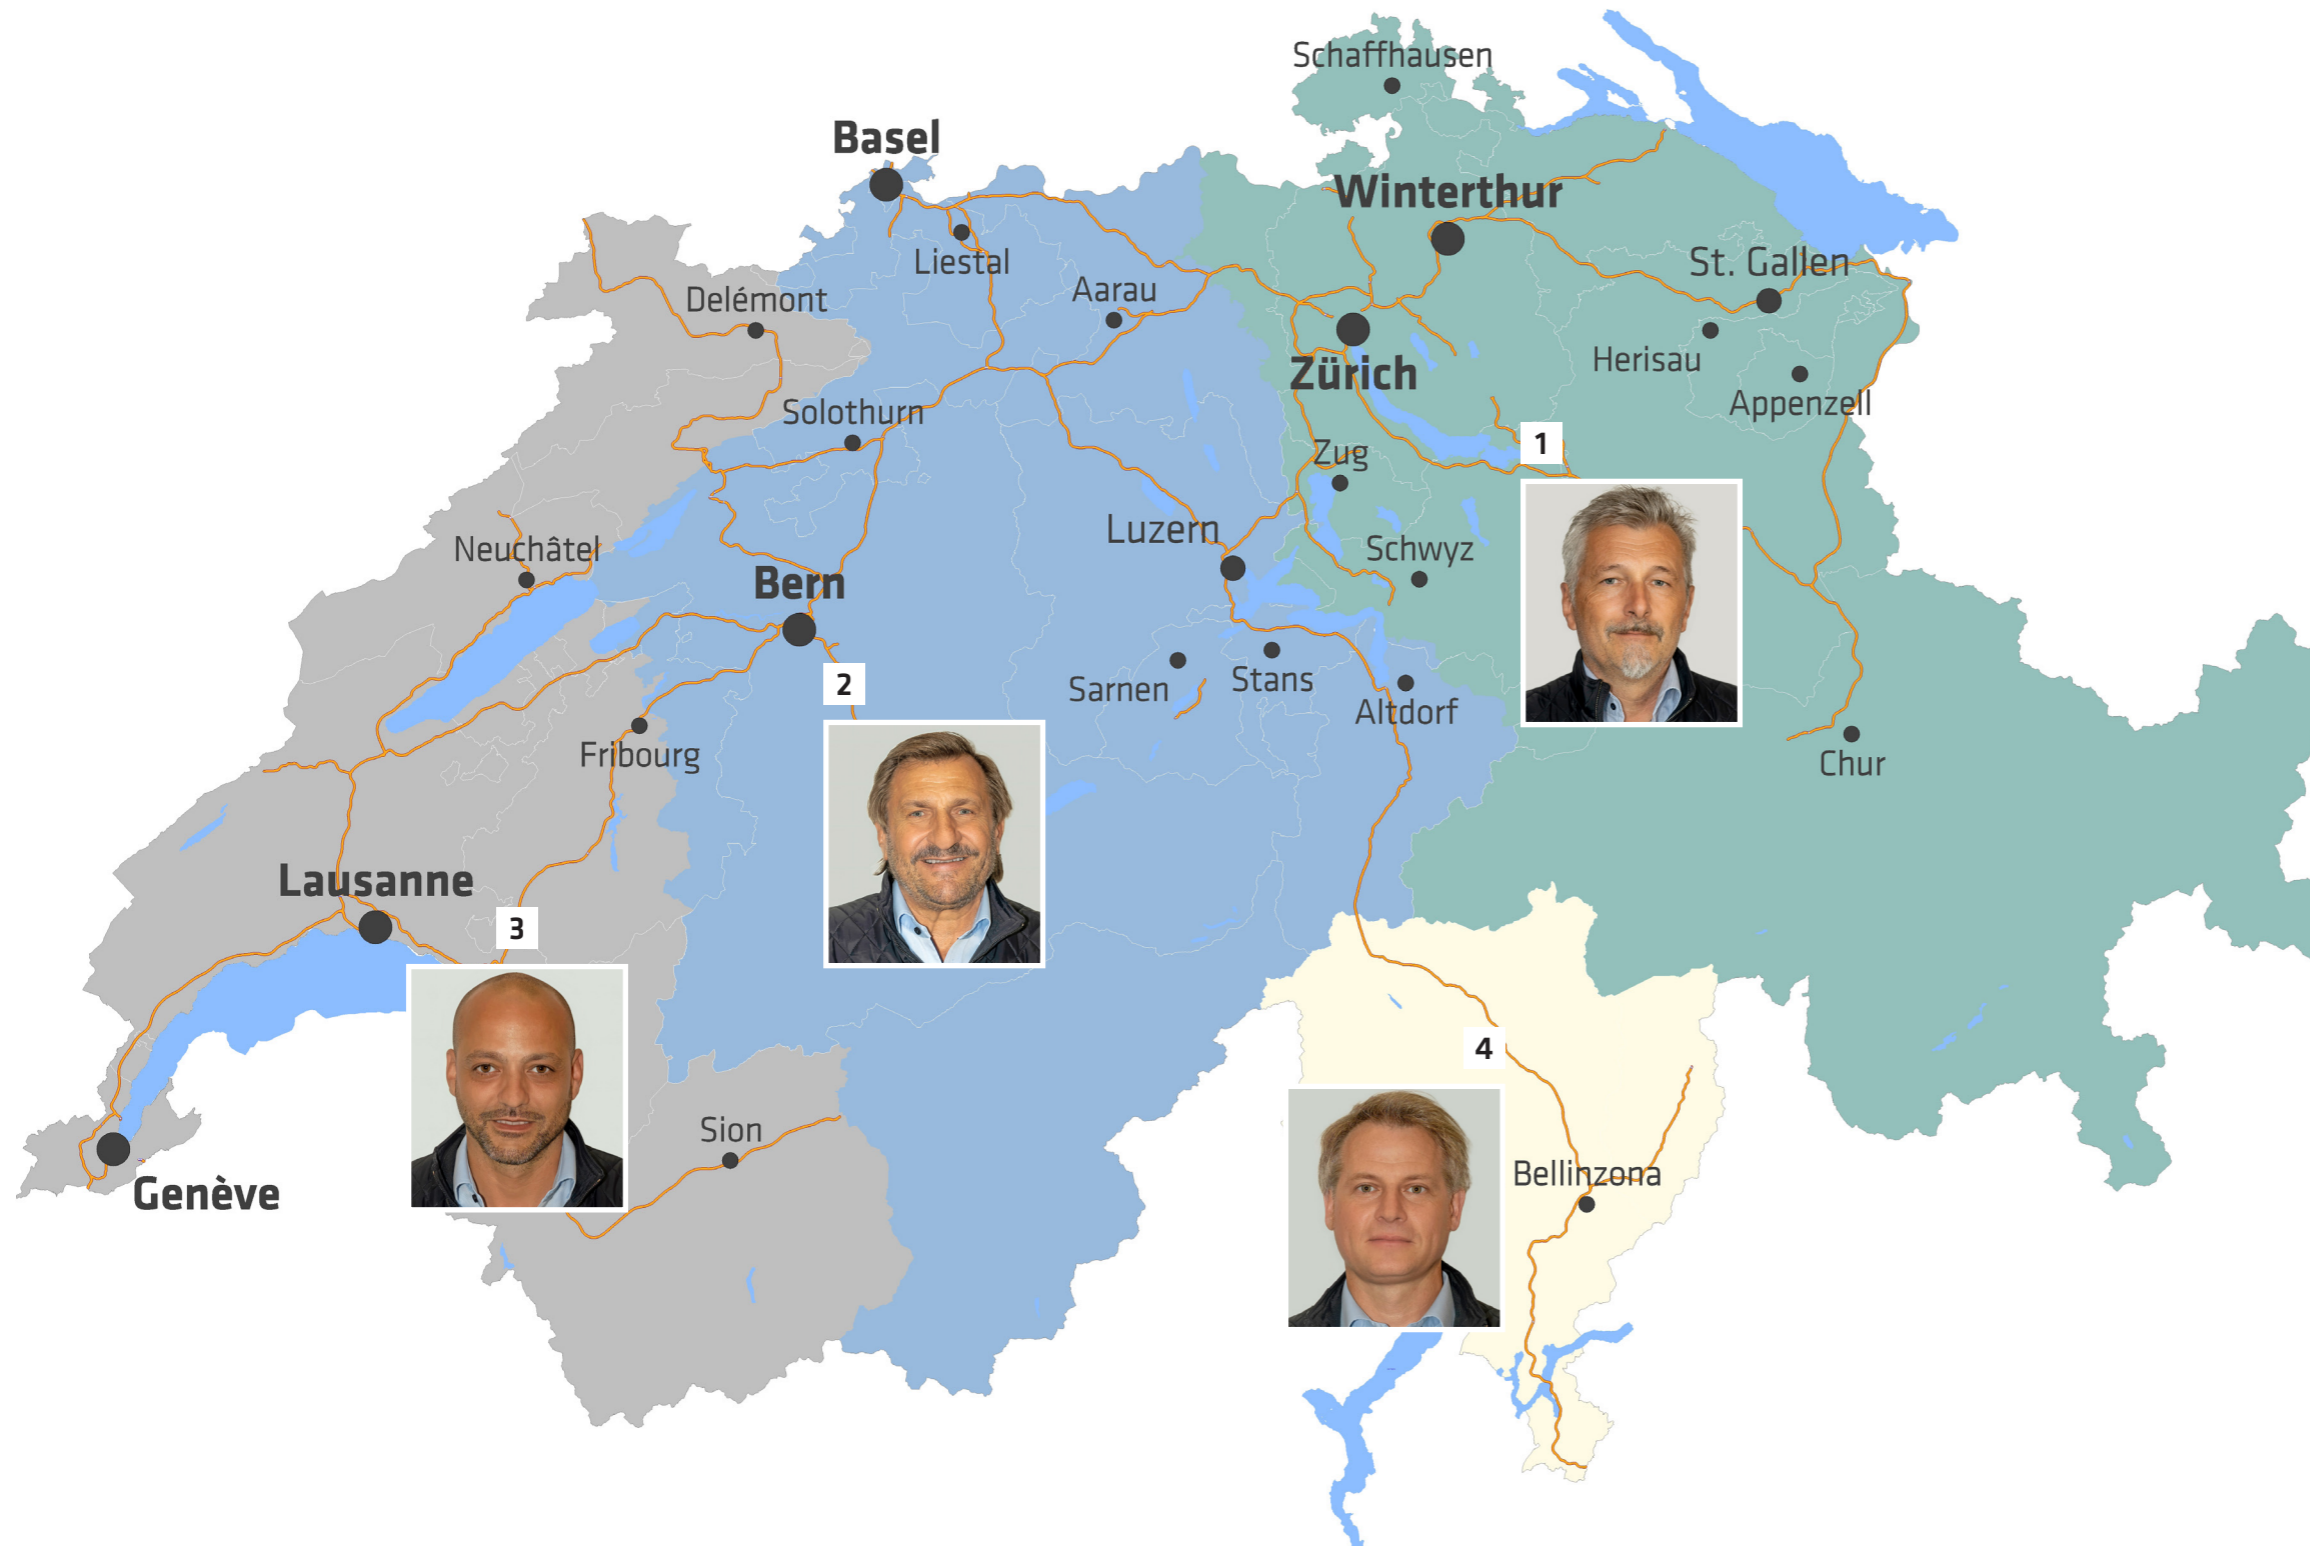 Schaffhausen
Basel
Winterthur
Liestal
St. Gallen
Delémont
Aarau
Herisau
Zürich
Appenzell
Solothurn
Zug
1
Luzern
Neuchâtel
Schwyz
Bern
2
Sarnen
Stans
Altdorf
Fribourg
Chur
Lausanne
3
4
Sion
Bellinzona
Genève